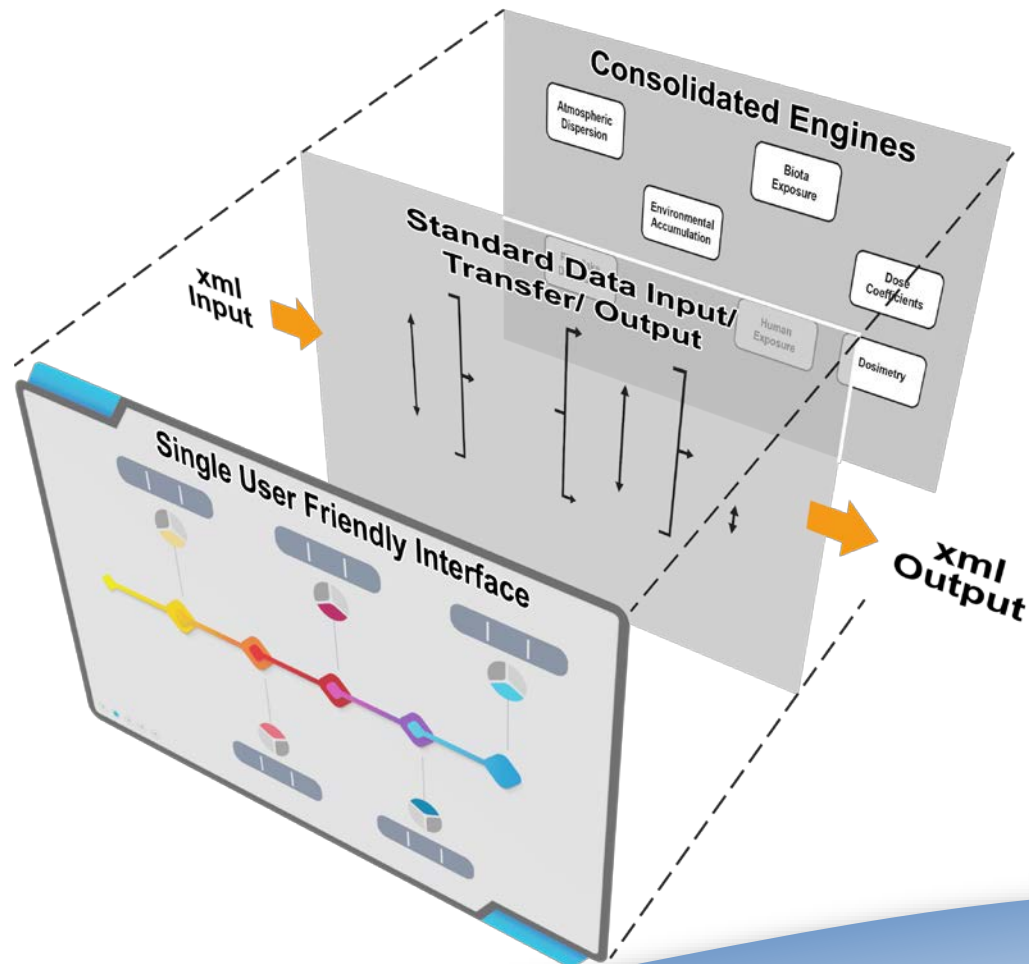 Consolidated Engines
Atmospheric
Dispersion
Biota
Exposure
Environmental
Accumulation
Dose
Coefficients
Human
Exposure
Dosimetry
Standard Data Input/
Transfer/ Output
xml
Input
xml
Output
Single User Friendly Interface